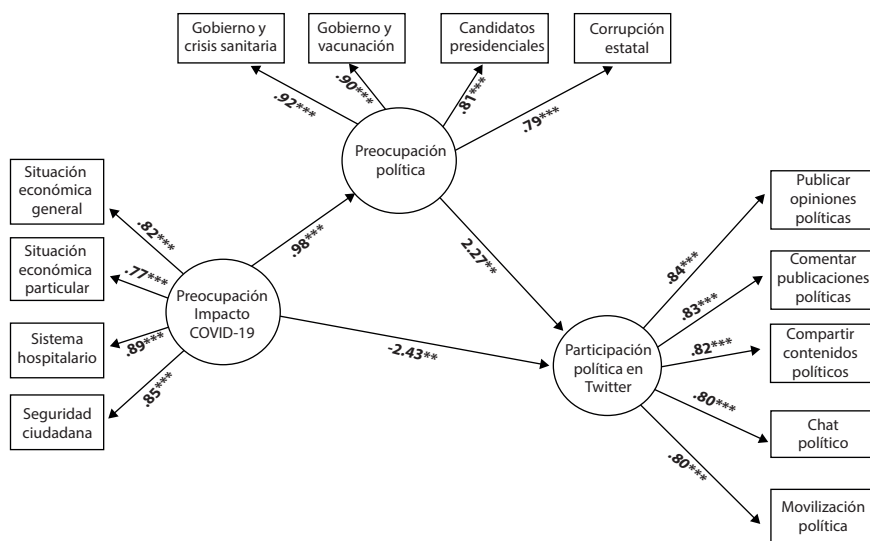 Gobierno y
crisis sanitaria
Gobierno y
vacunación
Candidatos
presidenciales
Corrupción
estatal
.92***
.90***
.81***
.79***
Preocupación
política
Situación
económica
general
Situación
económica
particular
Sistema
hospitalario
Seguridad
ciudadana
.82***
.77***
.89***
.85***
Preocupación
Impacto
COVID-19
.98***
2.27**
-2.43**
Participación
política en
Twitter
.84***
.83***
.82***
.80***
.80***
Publicar
opiniones
políticas
Comentar
publicaciones
políticas
Compartir
contenidos
políticos
Chat
político
Movilización
política